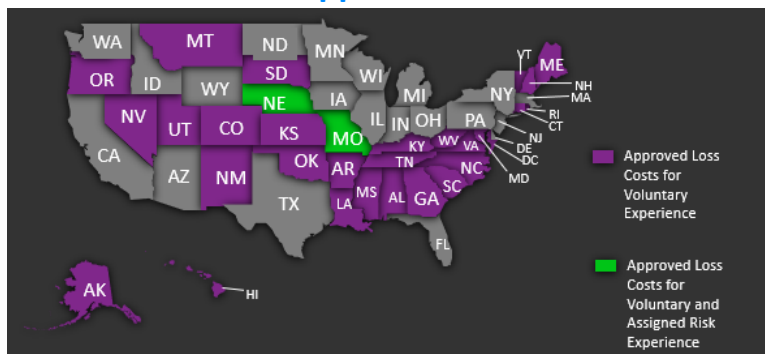 WA
MT
ND
MN
VT
ME
OR
ID
SD
WI
MI
NY
NH
MA
WY
NE
IA
IL
IN
OH
PA
RI
CT
NJ
NV
UT
CO
KS
MO
KY
WV
VA
DE
DC
MD
CA
AZ
NM
OK
AR
TN
NC
SC
TX
LA
MS
AL
GA
FL
AK
HI
Approved Loss
Costs for
Voluntary
Experience
Approved Loss
Costs for
Voluntary and
Assigned Risk
Experience